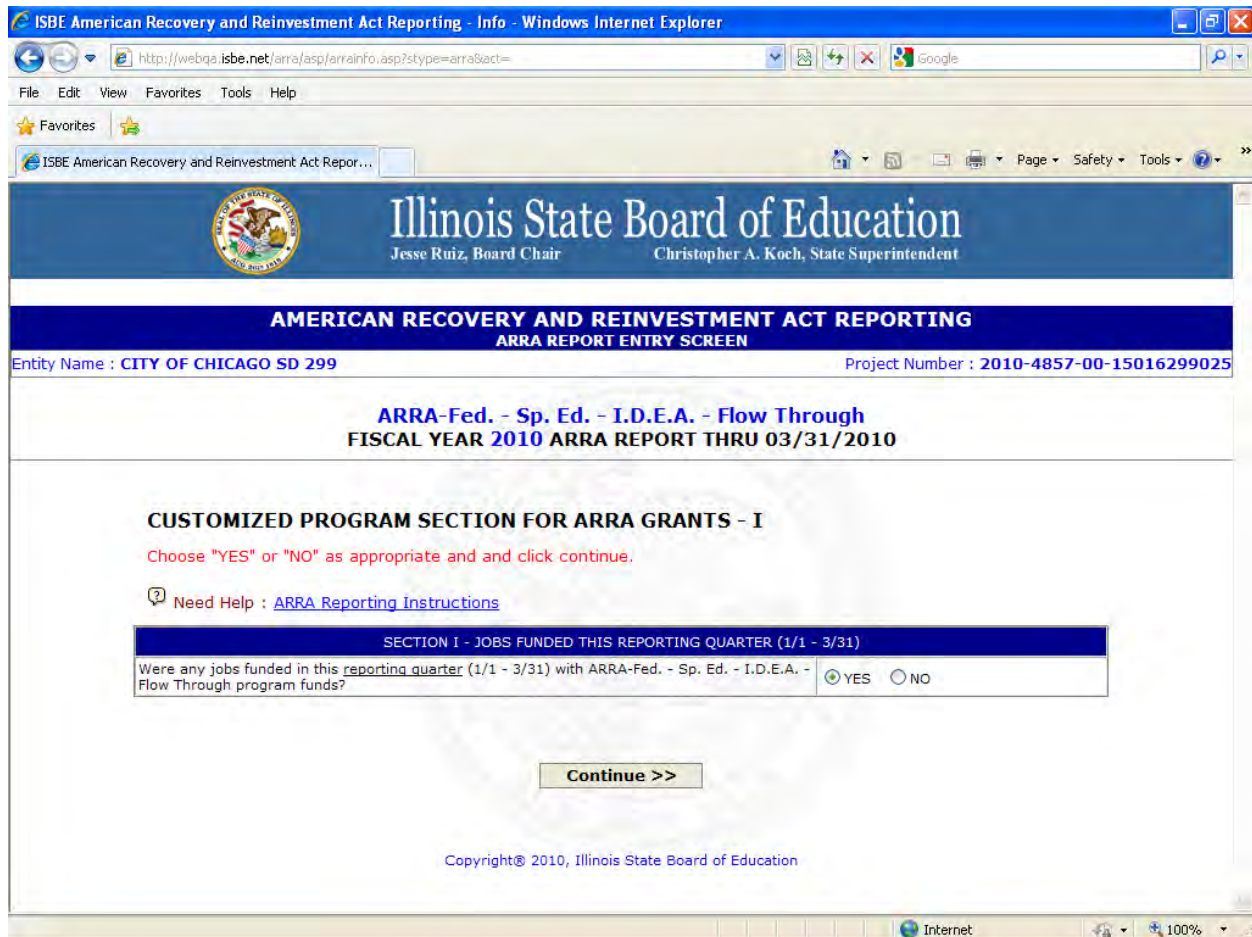 ISBE American Recovery and Reinvestment Act Reporting - Info - Windows Internet Explorer
http://webqa.isbe.net/arra/asp/arrainfo.asp?stype=arra&act=
Google
File Edit View Favorites Tools Help
Favorites
ISBE American Recovery and Reinvestment Act Repor...
Page Safety Tools
Illinois State Board of Education
Jesse Ruiz, Board Chair Christopher A. Koch, State Superintendent
AMERICAN RECOVERY AND REINVESTMENT ACT REPORTING
ARRA REPORT ENTRY SCREEN
Entity Name : CITY OF CHICAGO SD 299 Project Number : 2010-4857-00-15016299025
ARRA-Fed. - Sp. Ed. - I.D.E.A. - Flow Through
FISCAL YEAR 2010 ARRA REPORT THRU 03/31/2010
CUSTOMIZED PROGRAM SECTION FOR ARRA GRANTS - I
Choose "YES" or "NO" as appropriate and and click continue.
Need Help : ARRA Reporting Instructions
SECTION I - JOBS FUNDED THIS REPORTING QUARTER (1/1 - 3/31)
Were any jobs funded in this reporting quarter (1/1 - 3/31) with ARRA-Fed. - Sp. Ed. - I.D.E.A. -
Flow Through program funds?
YES NO
Continue >>
Copyright® 2010, Illinois State Board of Education
Internet 100%